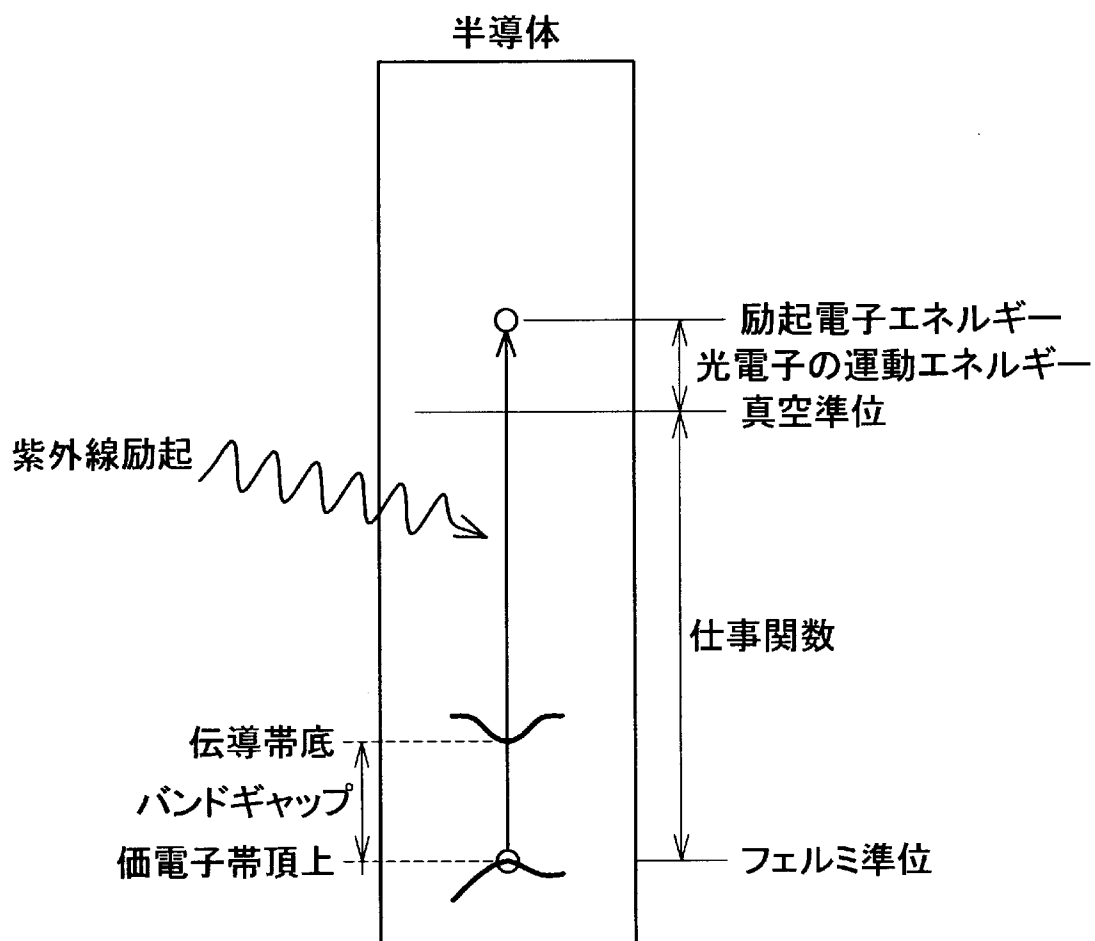 半導体
励起電子エネルギー
光電子の運動エネルギー
真空準位
紫外線励起
仕事関数
伝導帯底
バンドギャップ
価電子帯頂上
フェルミ準位